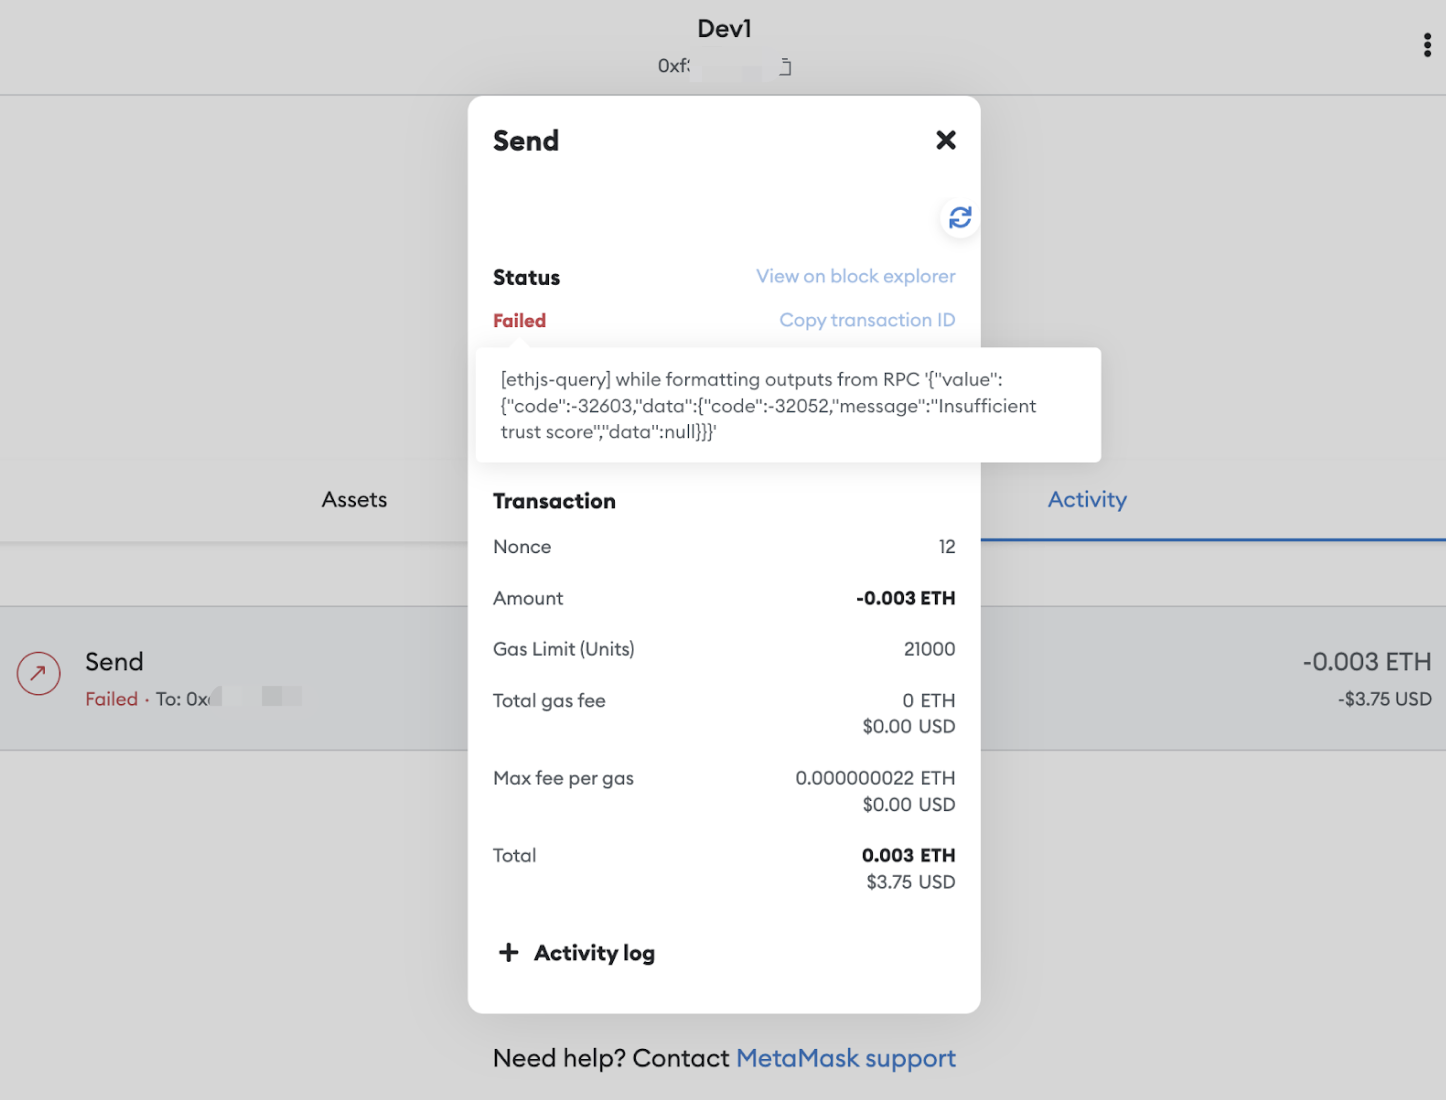 Dev1
0xf
Send
Status
View on block explorer
Failed
Copy transaction ID
[ethjs-query] while formatting outputs from RPC '{"value":
{"code":-32603,"data":{"code":-32052,"message":"Insufficient
trust score","data":null}}}'
Assets
Activity
Transaction
Nonce
12
Amount
-0.003 ETH
Gas Limit (Units)
21000
Total gas fee
0 ETH
$0.00 USD
Max fee per gas
0.000000022 ETH
$0.00 USD
Total
0.003 ETH
$3.75 USD
Activity log
Send
Failed · To: 0x
-0.003 ETH
-$3.75 USD
Need help? Contact MetaMask support